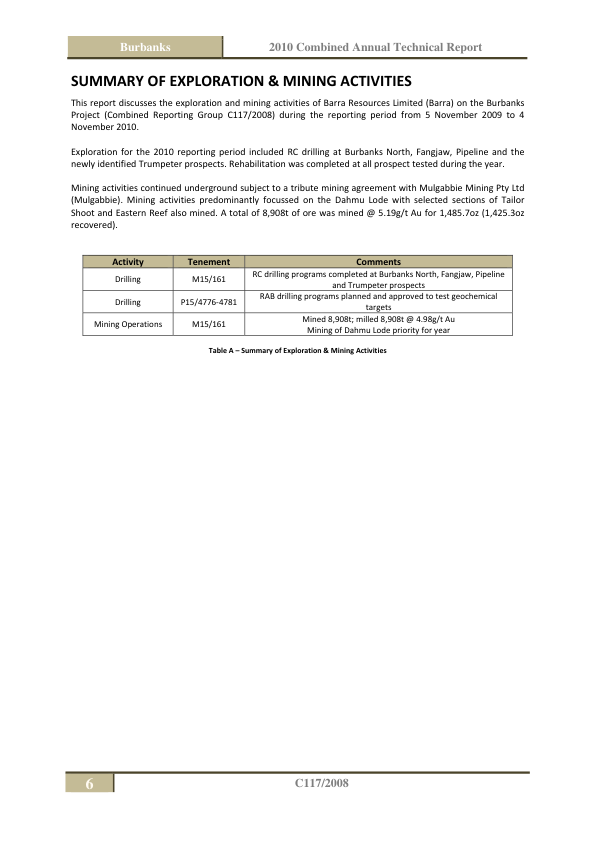 Burbanks 2010 Combined Annual Technical Report
SUMMARY OF EXPLORATION & MINING ACTIVITIES
This report discusses the exploration and mining activities of Barra Resources Limited (Barra) on the Burbanks
Project (Combined Reporting Group C117/2008) during the reporting period from 5 November 2009 to 4
November 2010.
Exploration for the 2010 reporting period included RC drilling at Burbanks North, Fangjaw, Pipeline and the
newly identified Trumpeter prospects. Rehabilitation was completed at all prospect tested during the year.
Mining activities continued underground subject to a tribute mining agreement with Mulgabbie Mining Pty Ltd
(Mulgabbie). Mining activities predominantly focussed on the Dahmu Lode with selected sections of Tailor
Shoot and Eastern Reef also mined. A total of 8,908t of ore was mined @ 5.19g/t Au for 1,485.7oz (1,425.3oz
recovered).
Activity Tenement Comments
Drilling M15/161 RC drilling programs completed at Burbanks North, Fangjaw, Pipeline
and Trumpeter prospects
Drilling P15/4776-4781 RAB drilling programs planned and approved to test geochemical
targets
Mining Operations M15/161 Mined 8,908t; milled 8,908t @ 4.98g/t Au
Mining of Dahmu Lode priority for year
Table A – Summary of Exploration & Mining Activities
6 C117/2008